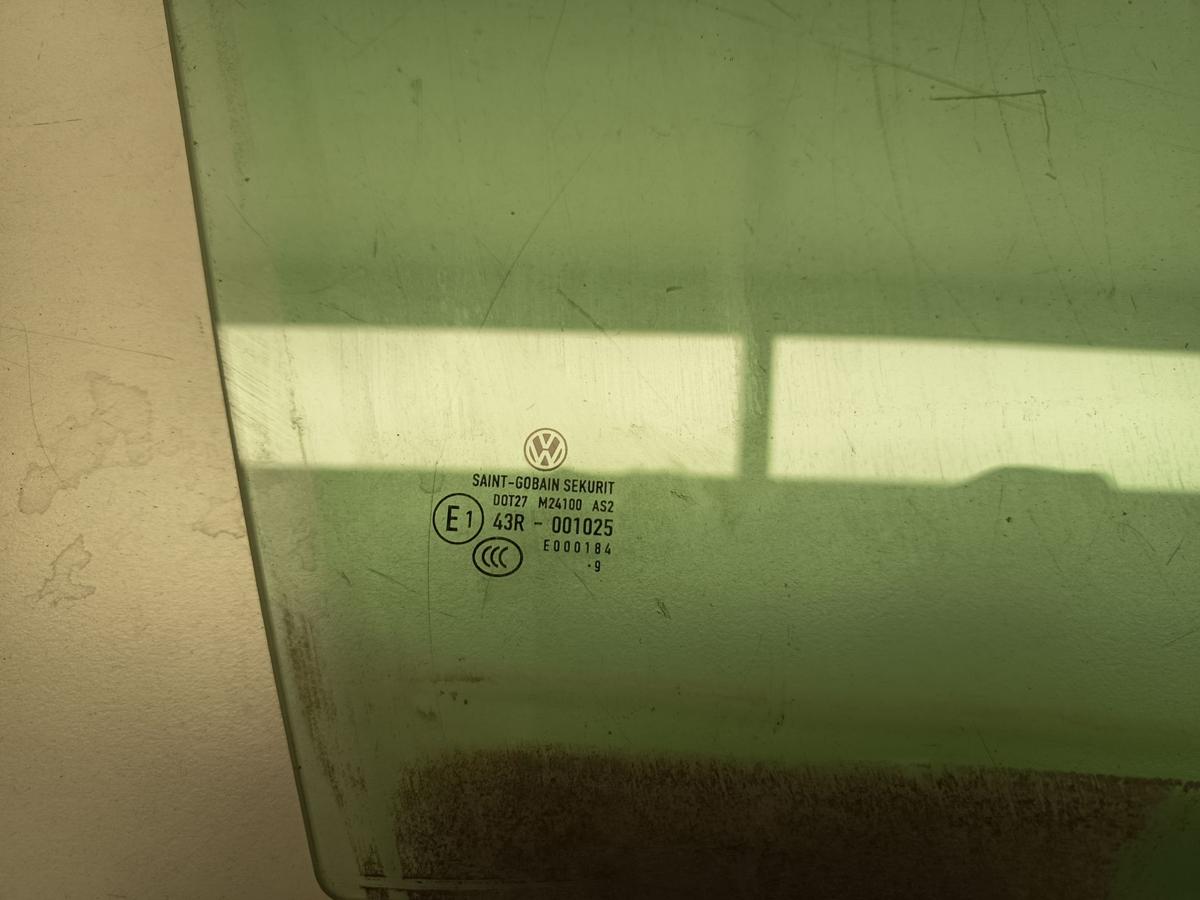 SAINT-GOBAIN SEKURIT
DOT27 M24100 AS2
E1 43R - 001025
E000184
CCC
·9